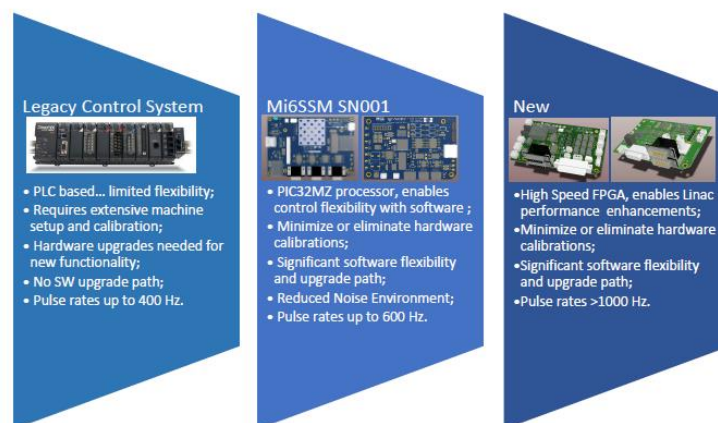 Legacy Control System
• PLC based... limited flexibility;
• Requires extensive machine
setup and calibration;
• Hardware upgrades needed for
new functionality;
• No SW upgrade path;
• Pulse rates up to 400 Hz.
Mi6SSM SN001
• PIC32MZ processor, enables
control flexibility with software ;
• Minimize or eliminate hardware
calibrations;
• Significant software flexibility
and upgrade path;
• Reduced Noise Environment;
• Pulse rates up to 600 Hz.
New
•High Speed FPGA, enables Linac
performance enhancements;
•Minimize or eliminate hardware
calibrations;
•Significant software flexibility
and upgrade path;
•Pulse rates >1000 Hz.